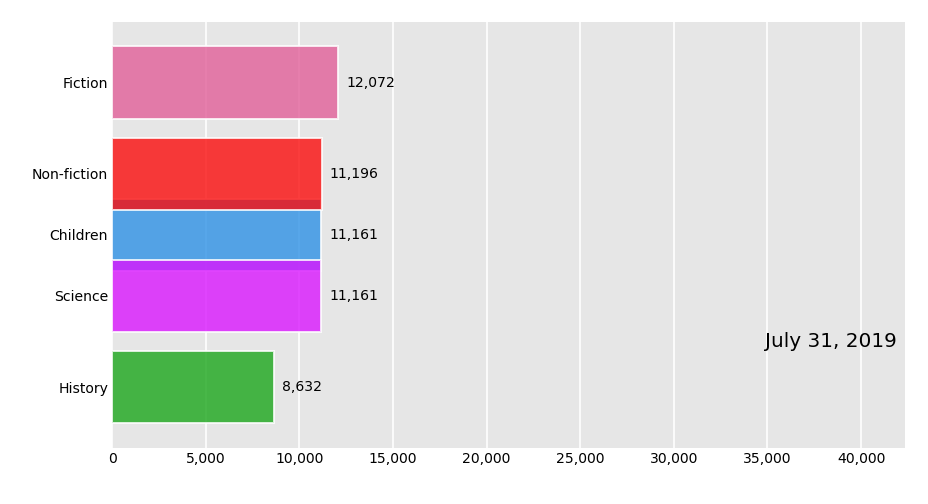 Fiction 12,072
Non-fiction 11,196
Children 11,161
Science 11,161
July 31, 2019
History 8,632
0 5,000 10,000 15,000 20,000 25,000 30,000 35,000 40,000